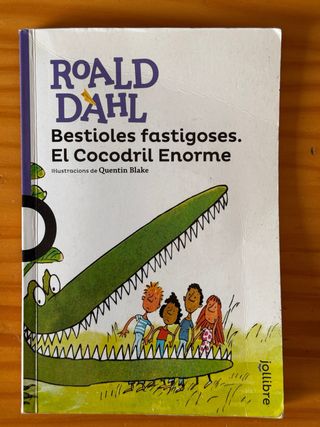 ROALD
DAHL
Bestioles fastigoses.
El Cocodril Enorme
Il·lustracions de Quentin Blake
jollibre